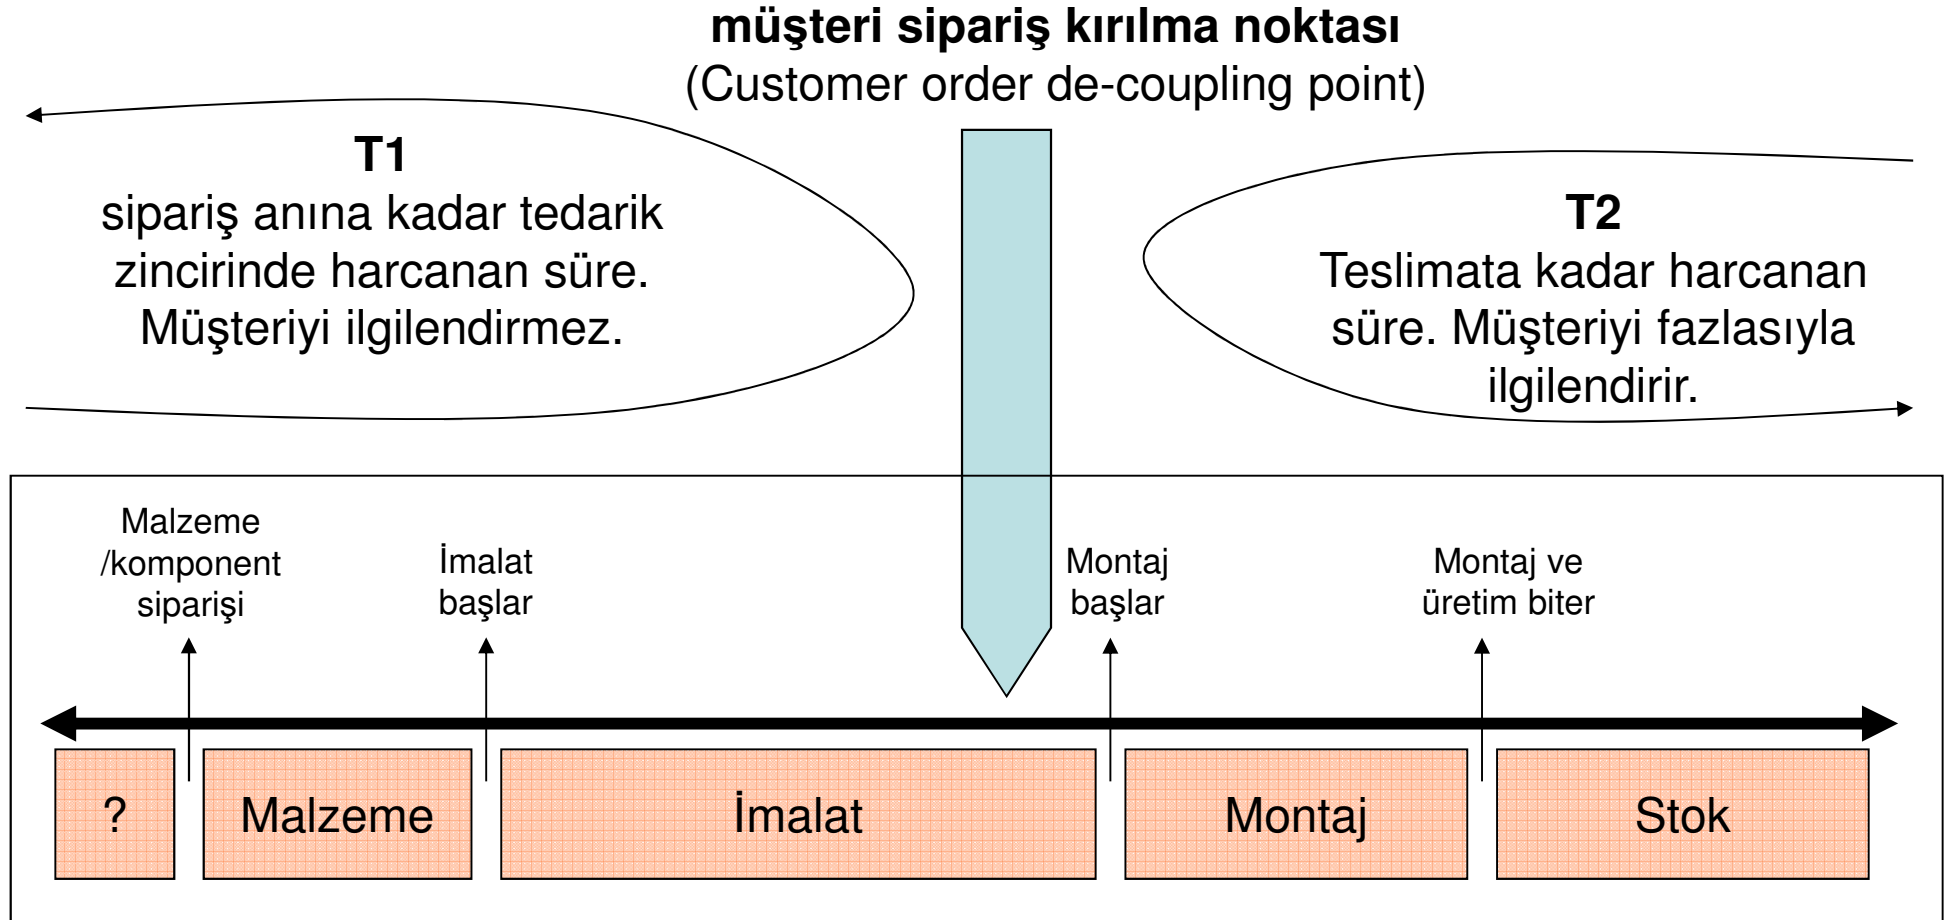 müşteri sipariş kırılma noktası
(Customer order de-coupling point)
T1
sipariş anına kadar tedarik
zincirinde harcanan süre.
Müşteriyi ilgilendirmez.
T2
Teslimata kadar harcanan
süre. Müşteriyi fazlasıyla
ilgilendirir.
Malzeme
/komponent
siparişi
İmalat
başlar
Montaj
başlar
Montaj ve
üretim biter
?
Malzeme
İmalat
Montaj
Stok